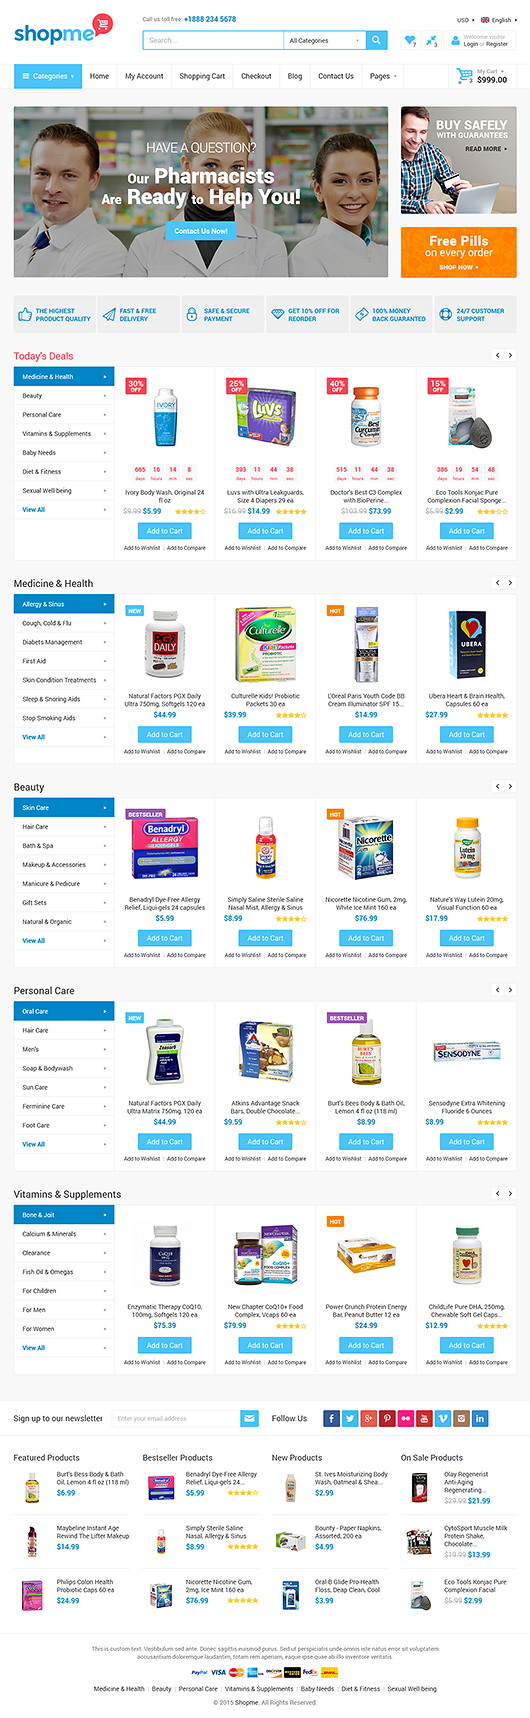 shopme
Call us toll free: +1888 234 5678
USD
English
Search...
All Categories
7
3
Welcome visitor
Login or Register
Categories
Home
My Account
Shopping Cart
Checkout
Blog
Contact Us
Pages
3
My Cart
$999.00
HAVE A QUESTION?
Our Pharmacists
Are Ready to Help You!
Contact Us Now!
BUY SAFELY
WITH GUARANTEES
READ MORE
Free Pills
on every order
SHOP NOW
THE HIGHEST
PRODUCT QUALITY
FAST & FREE
DELIVERY
SAFE & SECURE
PAYMENT
GET 10% OFF FOR
REORDER
100% MONEY
BACK GUARANTED
24/7 CUSTOMER
SUPPORT
Today's Deals
Medicine & Health
Beauty
Personal Care
Vitamins & Supplements
Baby Needs
Diet & Fitness
Sexual Well-being
View All
30% OFF
665 16 14 8
days hours min sec
Ivory Body Wash, Original 24
fl oz
$9.99 $5.99
Add to Cart
Add to Wishlist | Add to Compare
25% OFF
Luvs
393 11 44 38
days hours min sec
Luvs with Ultra Leakguards,
Size 4 Diapers 29 ea
$16.99 $14.99
Add to Cart
Add to Wishlist | Add to Compare
40% OFF
515 11 44 38
days hours min sec
Doctor's Best C3 Complex
with BioPerine...
$103.99 $73.99
Add to Cart
Add to Wishlist | Add to Compare
15% OFF
386 19 54 48
days hours min sec
Eco Tools Konjac Pure
Complexion Facial Sponge...
$5.99 $2.99
Add to Cart
Add to Wishlist | Add to Compare
Medicine & Health
Allergy & Sinus
Cough, Cold & Flu
Diabets Management
First Aid
Skin Condition Treatments
Sleep & Snoring Aids
Stop Smoking Aids
View All
NEW
PGX
DAILY
Natural Factors PGX Daily
Ultra 750mg, Softgels 120 ea
$44.99
Add to Cart
Add to Wishlist | Add to Compare
Culturelle
Culturelle Kids! Probiotic
Packets 30 ea
$39.99
Add to Cart
Add to Wishlist | Add to Compare
HOT
L'Oreal Paris Youth Code BB
Cream Illuminator SPF 15...
$14.99
Add to Cart
Add to Wishlist | Add to Compare
UBERA
Ubera Heart & Brain Health,
Capsules 60 ea
$27.99
Add to Cart
Add to Wishlist | Add to Compare
Beauty
Skin Care
Hair Care
Bath & Spa
Makeup & Accessories
Manicure & Pedicure
Gift Sets
Natural & Organic
View All
BESTSELLER
Benadryl
ALLERGY
Benadryl Dye-Free Allergy
Relief, Liqui-gels 24 capsules
$5.99
Add to Cart
Add to Wishlist | Add to Compare
Simply Saline Sterile Saline
Nasal Mist, Allergy & Sinus
$8.99
Add to Cart
Add to Wishlist | Add to Compare
HOT
Nicorette
Nicorette Nicotine Gum, 2mg,
White Ice Mint 160 ea
$76.99
Add to Cart
Add to Wishlist | Add to Compare
Lutein
20 mg
Nature's Way Lutein 20mg,
Visual Function 60 ea
$17.99
Add to Cart
Add to Wishlist | Add to Compare
Personal Care
Oral Care
Hair Care
Men's
Soap & Bodywash
Sun Care
Ferminine Care
Foot Care
View All
NEW
Zeasorb
Natural Factors PGX Daily
Ultra Matrix 750mg, 120 ea
$44.99
Add to Cart
Add to Wishlist | Add to Compare
Atkins Advantage Snack
Bars, Double Chocolate...
$9.59
Add to Cart
Add to Wishlist | Add to Compare
BESTSELLER
BURT'S BEES
Burt's Bees Body & Bath Oil,
Lemon 4 fl oz (118 ml)
$8.99
Add to Cart
Add to Wishlist | Add to Compare
SENSODYNE
Sensodyne Extra Whitening
Fluoride 6 Ounces
$8.99
Add to Cart
Add to Wishlist | Add to Compare
Vitamins & Supplements
Bone & Joit
Calcium & Minerals
Clearance
Fish Oil & Omegas
For Children
For Men
For Women
View All
CoQ10
Enzymatic Therapy CoQ10,
100mg, Softgels 120 ea
$75.39
Add to Cart
Add to Wishlist | Add to Compare
New Chapter CoQ10+ Food
Complex, Vcaps 60 ea
$79.99
Add to Cart
Add to Wishlist | Add to Compare
HOT
Power Crunch Protein Energy
Bar, Peanut Butter 12 ea
$24.99
Add to Cart
Add to Wishlist | Add to Compare
ChildLife Pure DHA, 250mg,
Chewable Soft Gel Caps...
$12.99
Add to Cart
Add to Wishlist | Add to Compare
Sign up to our newsletter
Enter your email address
Follow Us
Featured Products
Burt's Bess Body & Bath
Oil, Lemon 4 fl oz (118 ml)
$6.99
Maybeline Instant Age
Rewind The Lifter Makeup
$14.99
Philips Colon Health
Probiotic Caps 60 ea
$24.99
Bestseller Products
Benadryl Dye-Free Allergy
Relief, Liqui-gels 24...
$5.99
Simply Sterile Saline
Nasal, Allergy & Sinus
$8.99
Nicorette Nicotine Gum,
2mg, Ice Mint 160 ea
$76.99
New Products
St. Ives Moisturizing Body
Wash, Oatmeal & Shea...
$2.99
Bounty - Paper Napkins,
Assorted, 200 ea
$4.99
Oral-B Glide Pro-Health
Floss, Deap Clean, Cool
$3.99
On Sale Products
Olay Regenerist
Anti-Aging
Regenerating...
$29.99 $21.99
CytoSport Muscle Milk
Protein Shake,
Chocolate...
$19.99 $13.99
Eco Tools Konjac Pure
Complexion Facial
$5.99 $2.99
This is custom text. Vestibulum sed ante. Donec sagittis euismod purus. Sed ut perspiciatis unde omnis iste natus error sit voluptatem
accusantium doloremque laudantium, totam rem aperiam, eaque ipse quae ab illo inventore veritatis.
PayPal VISA DISCOVER FedEx
Medicine & Health | Beauty | Personal Care | Vitamins & Supplements | Baby Needs | Diet & Fitness | Sexual Well-being
© 2015 Shopme. All Rights Reserved.